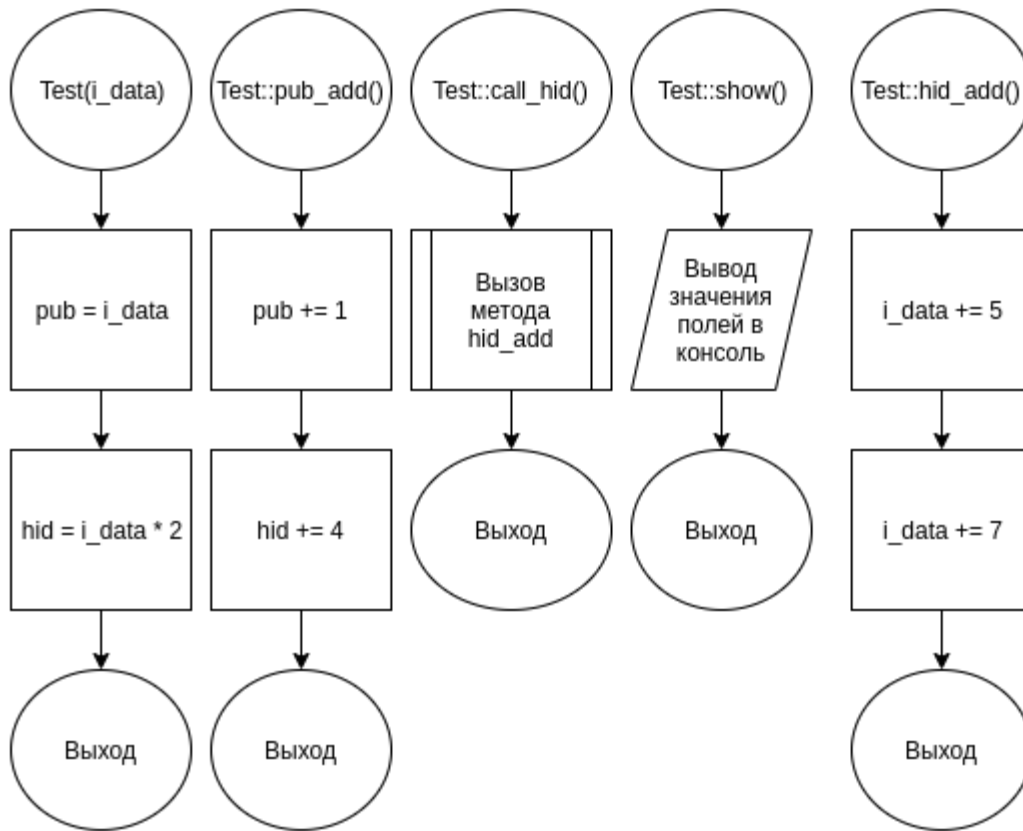 Test(i_data)
pub = i_data
hid = i_data * 2
Выход
Test::pub_add()
pub += 1
hid += 4
Выход
Test::call_hid()
Вызов
метода
hid_add
Выход
Test::show()
Вывод
значения
полей в
консоль
Выход
Test::hid_add()
i_data += 5
i_data += 7
Выход